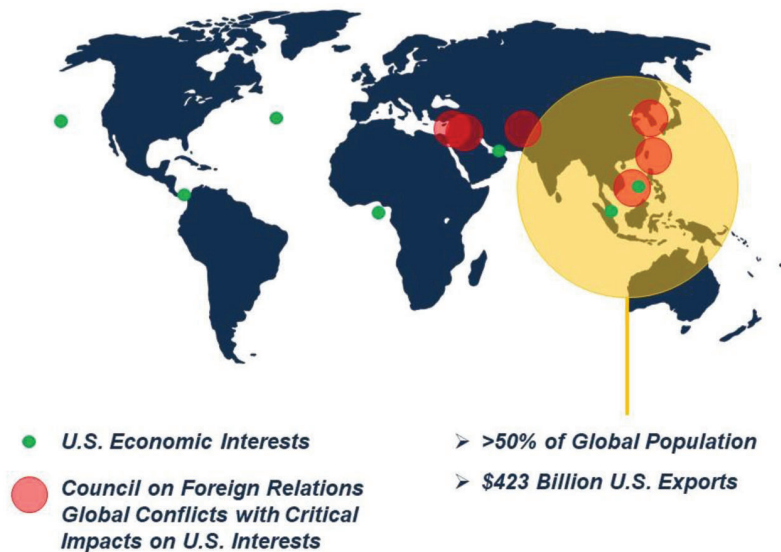 U.S. Economic Interests
Council on Foreign Relations
Global Conflicts with Critical
Impacts on U.S. Interests
➢ >50% of Global Population
➢ $423 Billion U.S. Exports